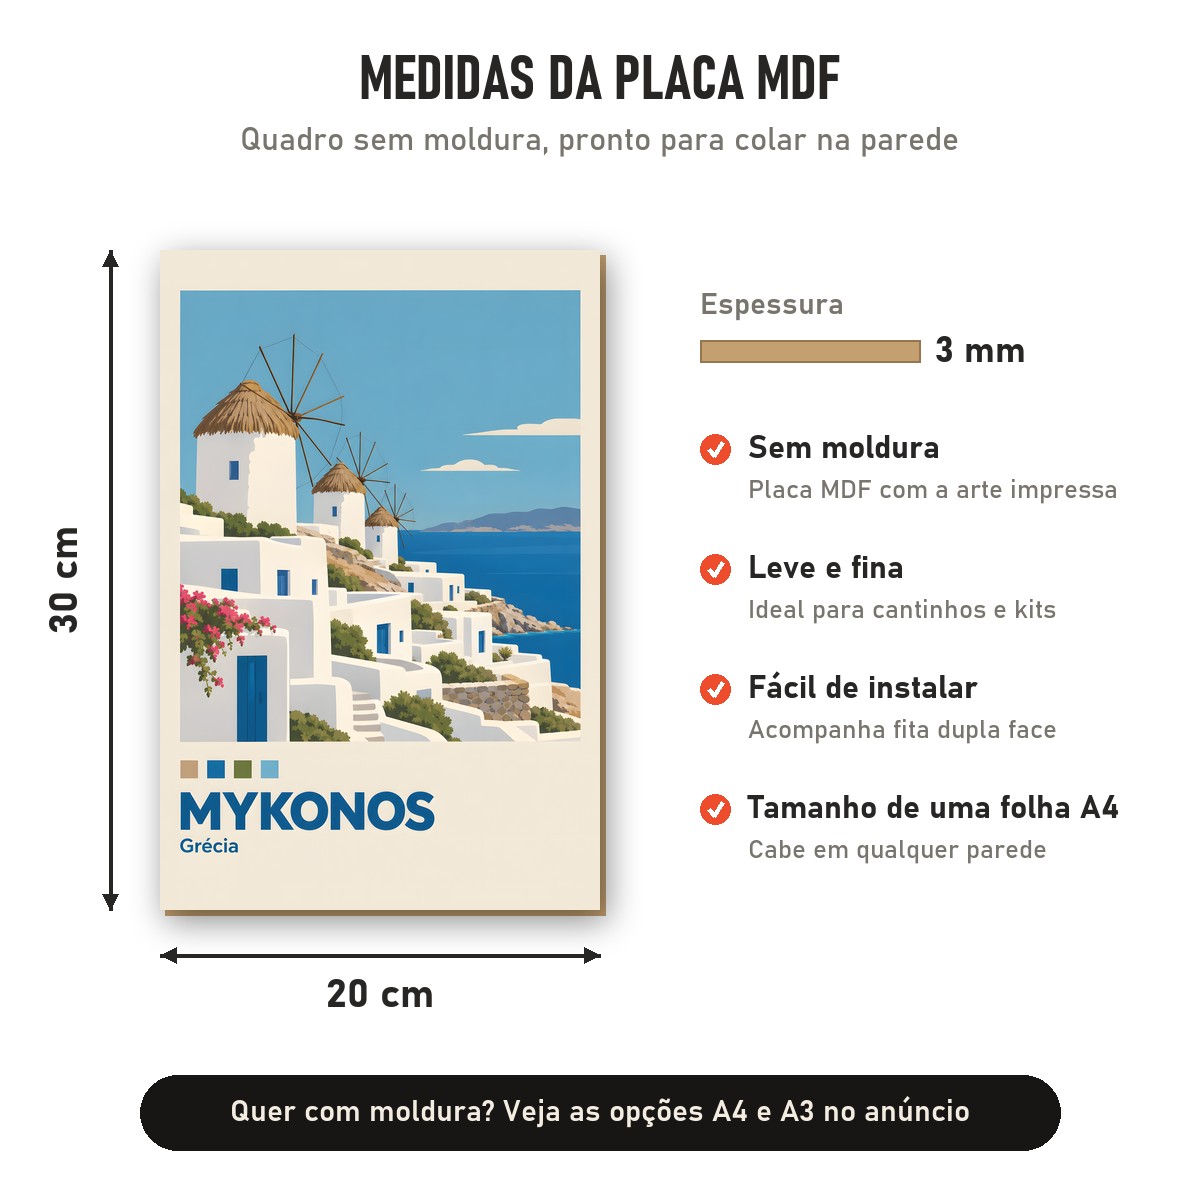 MEDIDAS DA PLACA MDF
Quadro sem moldura, pronto para colar na parede
30 cm
MYKONOS
Grécia
20 cm
Espessura
3 mm
Sem moldura
Placa MDF com a arte impressa
Leve e fina
Ideal para cantinhos e kits
Fácil de instalar
Acompanha fita dupla face
Tamanho de uma folha A4
Cabe em qualquer parede
Quer com moldura? Veja as opções A4 e A3 no anúncio